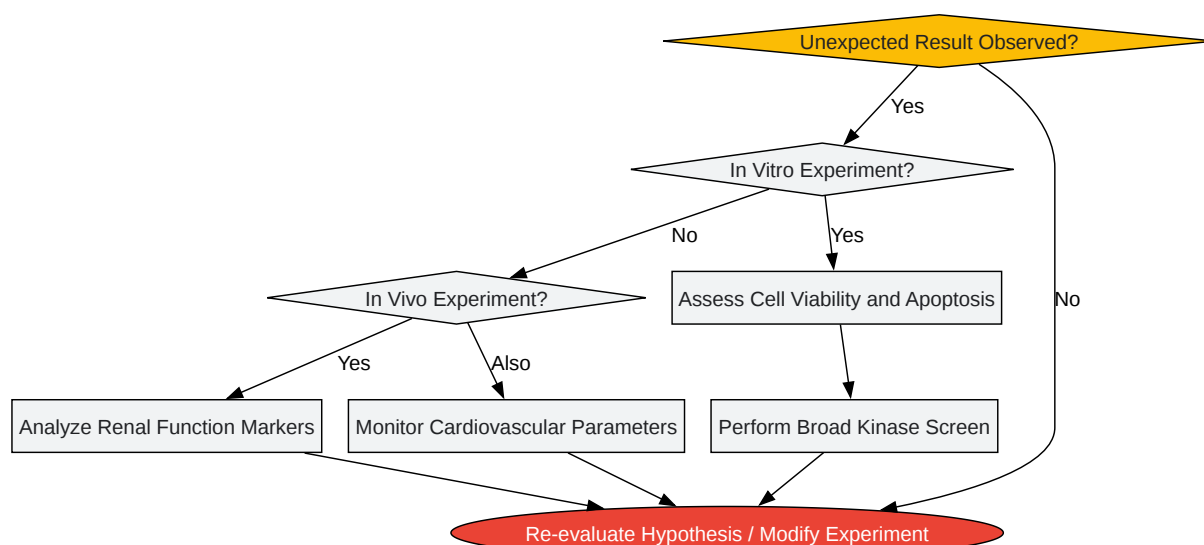 Unexpected Result Observed?
Yes
In Vitro Experiment?
No
Yes
In Vivo Experiment?
Assess Cell Viability and Apoptosis
No
Yes
Also
Analyze Renal Function Markers
Monitor Cardiovascular Parameters
Perform Broad Kinase Screen
Re-evaluate Hypothesis / Modify Experiment